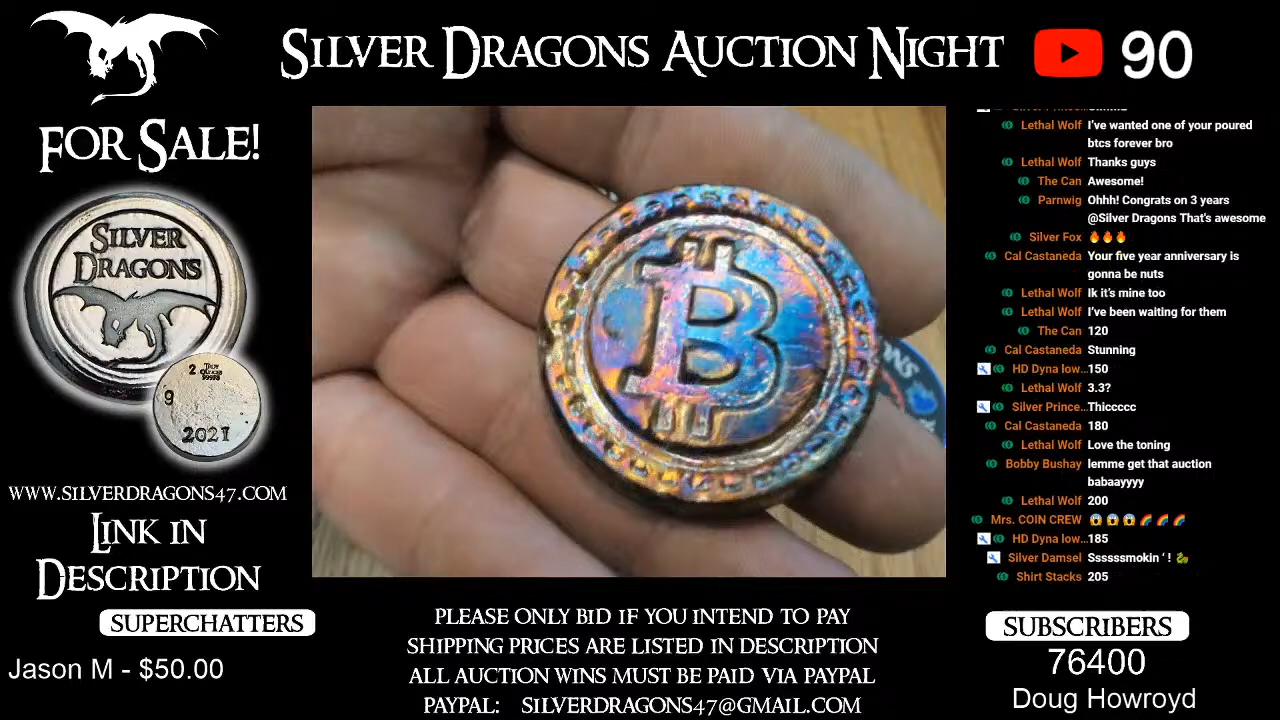 SILVER DRAGONS AUCTION NIGHT
90
FOR SALE!
SILVER
DRAGONS
2 TROY
OUNCES
9
2021
WWW.SILVERDRAGONS47.COM
LINK IN
DESCRIPTION
SUPERCHATTERS
Jason M - $50.00
B
SM
Lethal Wolf I've wanted one of your poured
btcs forever bro
Lethal Wolf Thanks guys
The Can Awesome!
Parnwig Ohhh! Congrats on 3 years
@Silver Dragons That's awesome
Silver Fox 🔥🔥🔥
Cal Castaneda Your five year anniversary is
gonna be nuts
Lethal Wolf Ik it's mine too
Lethal Wolf I've been waiting for them
The Can 120
Cal Castaneda Stunning
HD Dyna low...150
Lethal Wolf 3.3?
Silver Prince...Thiccccc
Cal Castaneda 180
Lethal Wolf Love the toning
Bobby Bushay lemme get that auction
babaayyyy
Lethal Wolf 200
Mrs. COIN CREW 😱😱😱🌈🌈🌈
HD Dyna low...185
Silver Damsel Ssssssmokin ' ! 🐍
Shirt Stacks 205
PLEASE ONLY BID IF YOU INTEND TO PAY
SHIPPING PRICES ARE LISTED IN DESCRIPTION
ALL AUCTION WINS MUST BE PAID VIA PAYPAL
PAYPAL: SILVERDRAGONS47@GMAIL.COM
SUBSCRIBERS
76400
Doug Howroyd